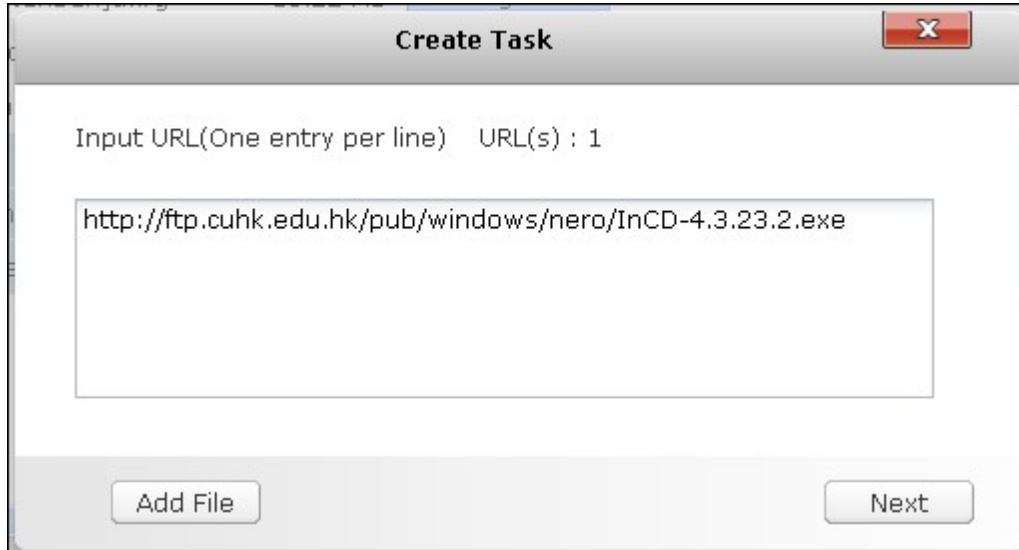 Create Task
Input URL(One entry per line) URL(s) : 1
http://ftp.cuhk.edu.hk/pub/windows/nero/InCD-4.3.23.2.exe
Add File
Next